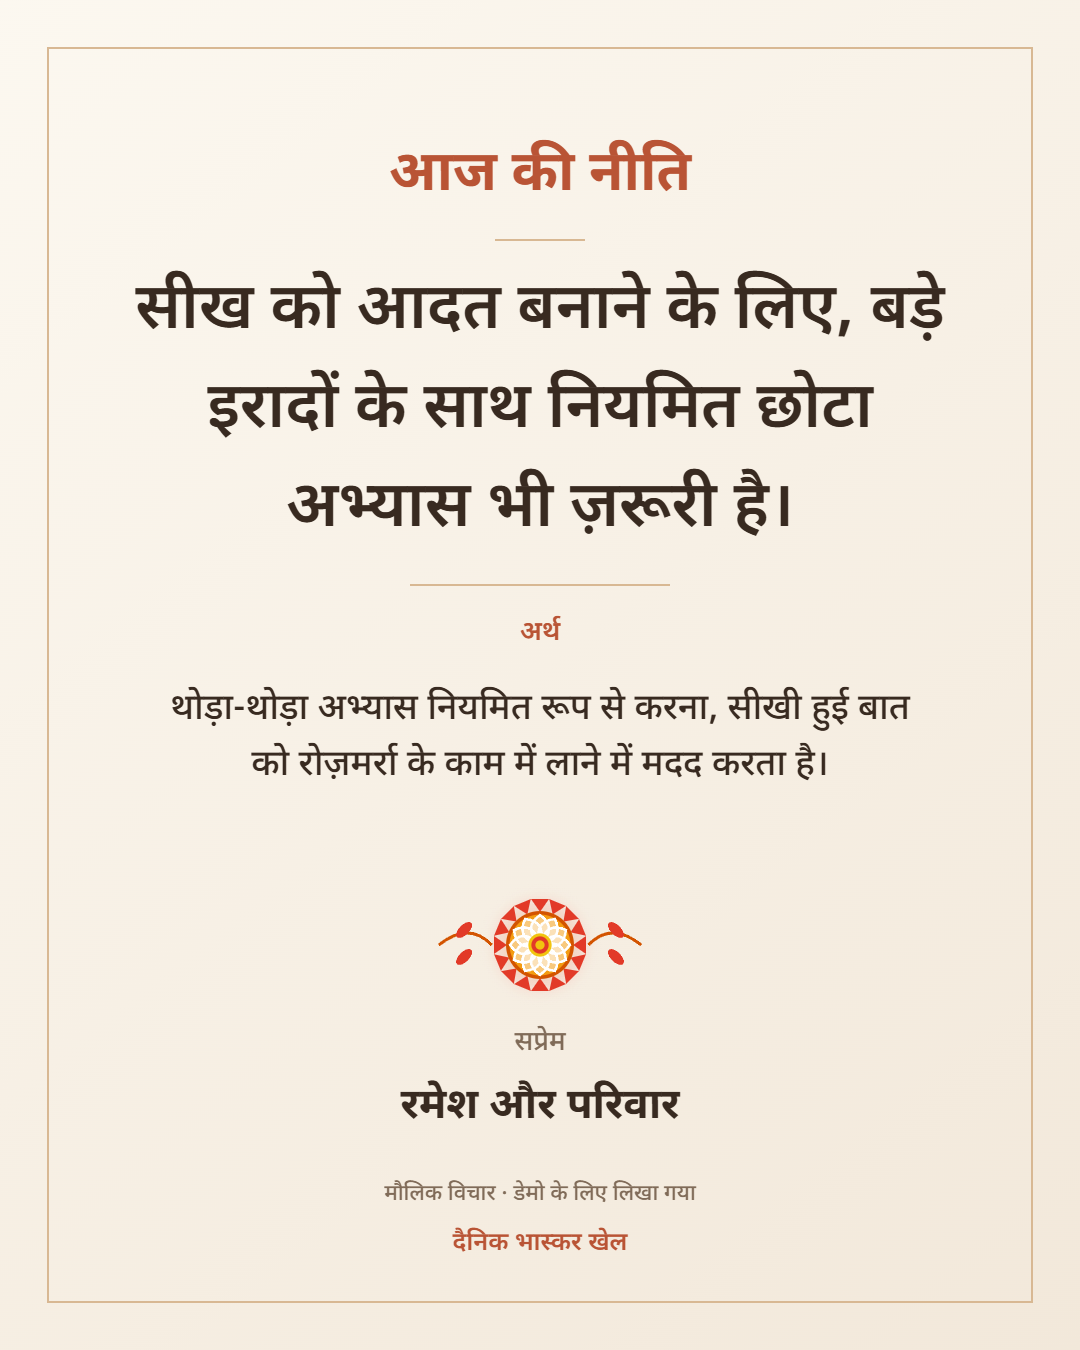 आज की नीति
सीख को आदत बनाने के लिए, बड़े
इरादों के साथ नियमित छोटा
अभ्यास भी ज़रूरी है।
अर्थ
थोड़ा-थोड़ा अभ्यास नियमित रूप से करना, सीखी हुई बात
को रोज़मर्रा के काम में लाने में मदद करता है।
सप्रेम
रमेश और परिवार
मौलिक विचार · डेमो के लिए लिखा गया
दैनिक भास्कर खेल